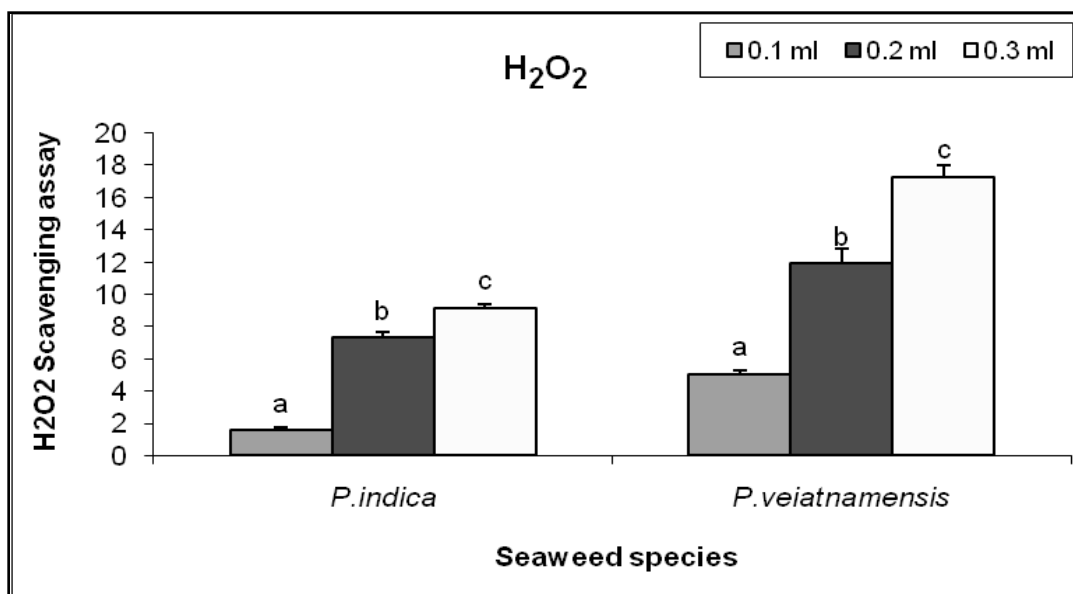 H₂O₂
0.1 ml 0.2 ml 0.3 ml
H2O2 Scavenging assay
20
18
16
14
12
10
8
6
4
2
0
a
b
c
a
b
c
P.indica P.veiatnamensis
Seaweed species